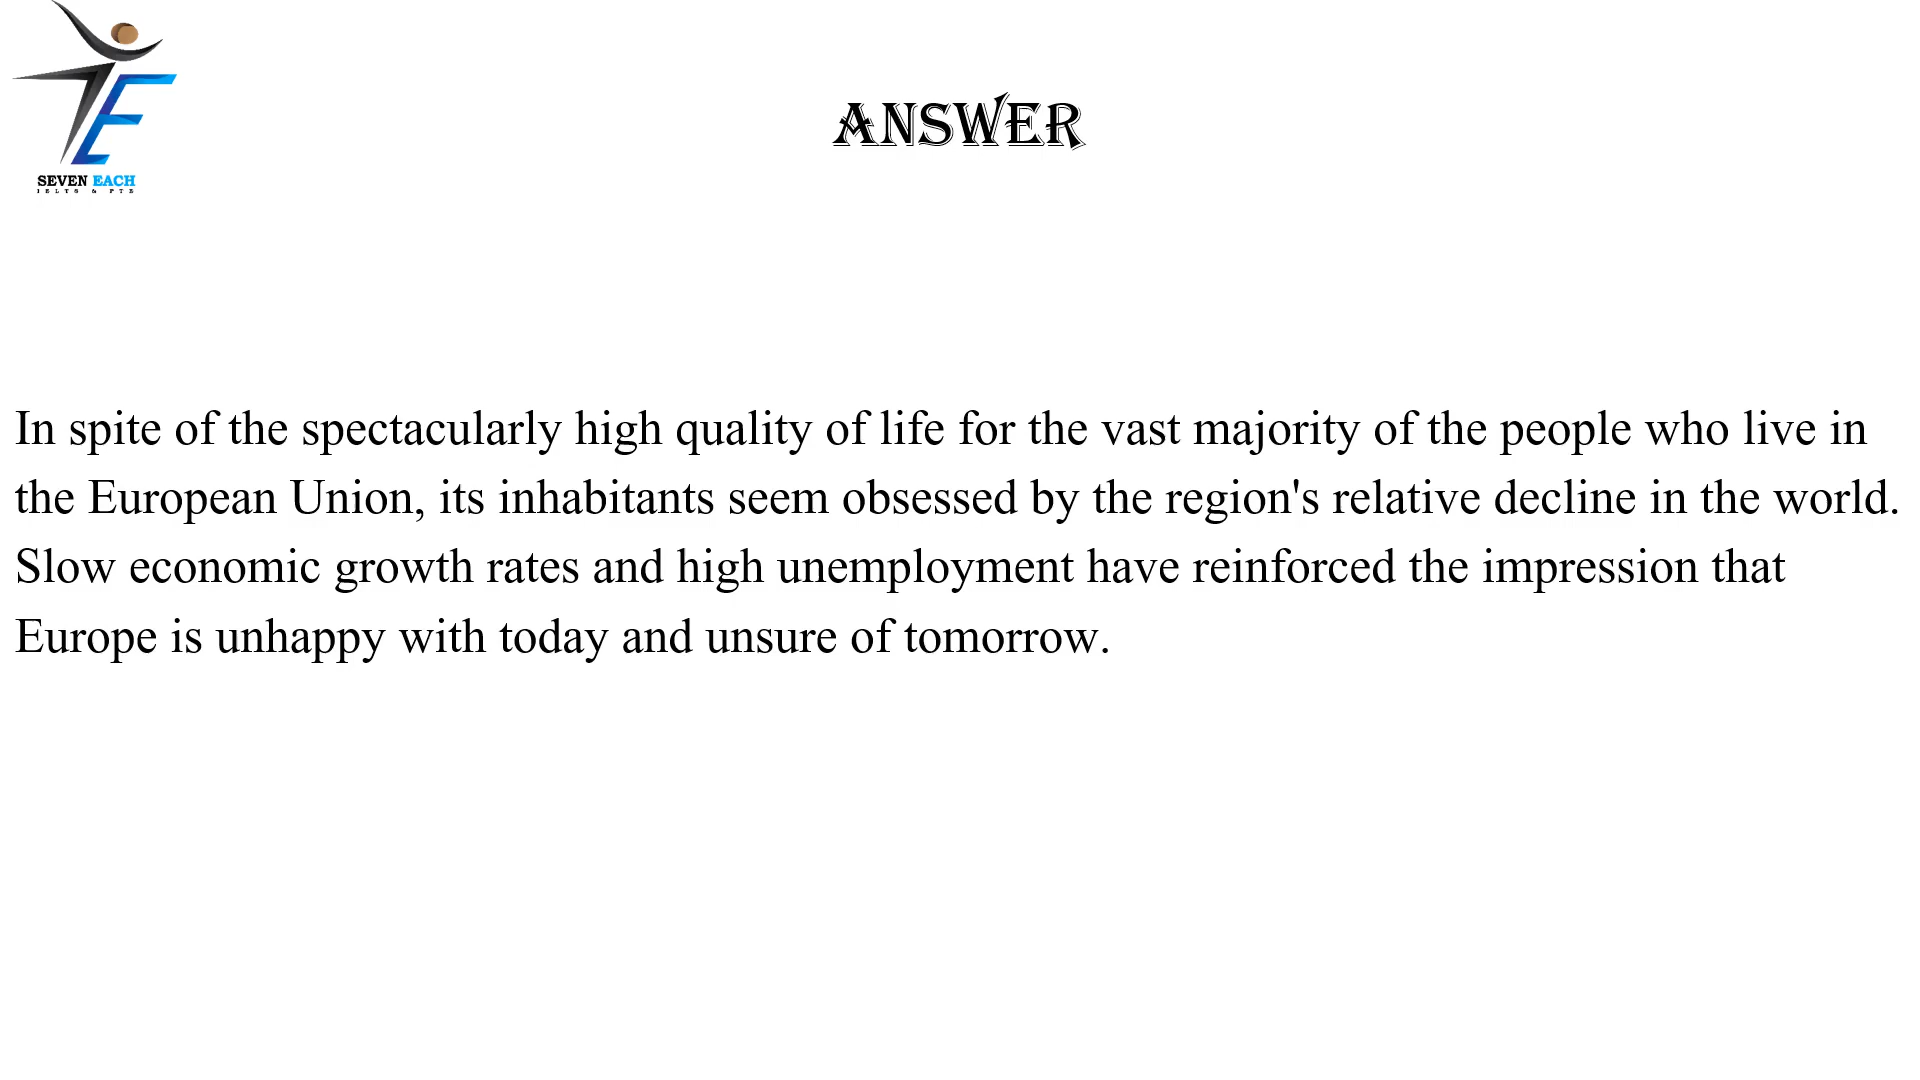 ANSWER
SEVEN EACH
IELTS & PTE
In spite of the spectacularly high quality of life for the vast majority of the people who live in
the European Union, its inhabitants seem obsessed by the region's relative decline in the world.
Slow economic growth rates and high unemployment have reinforced the impression that
Europe is unhappy with today and unsure of tomorrow.